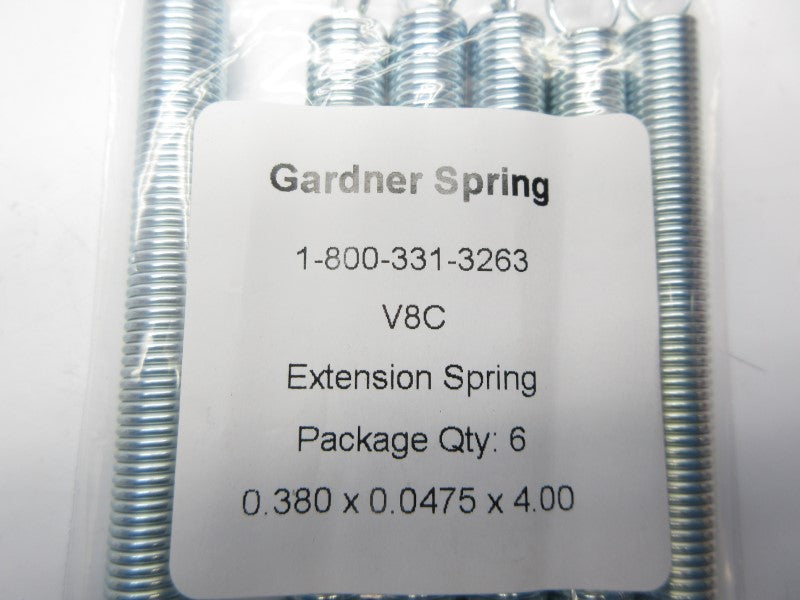 Gardner Spring
1-800-331-3263
V8C
Extension Spring
Package Qty: 6
0.380 x 0.0475 x 4.00